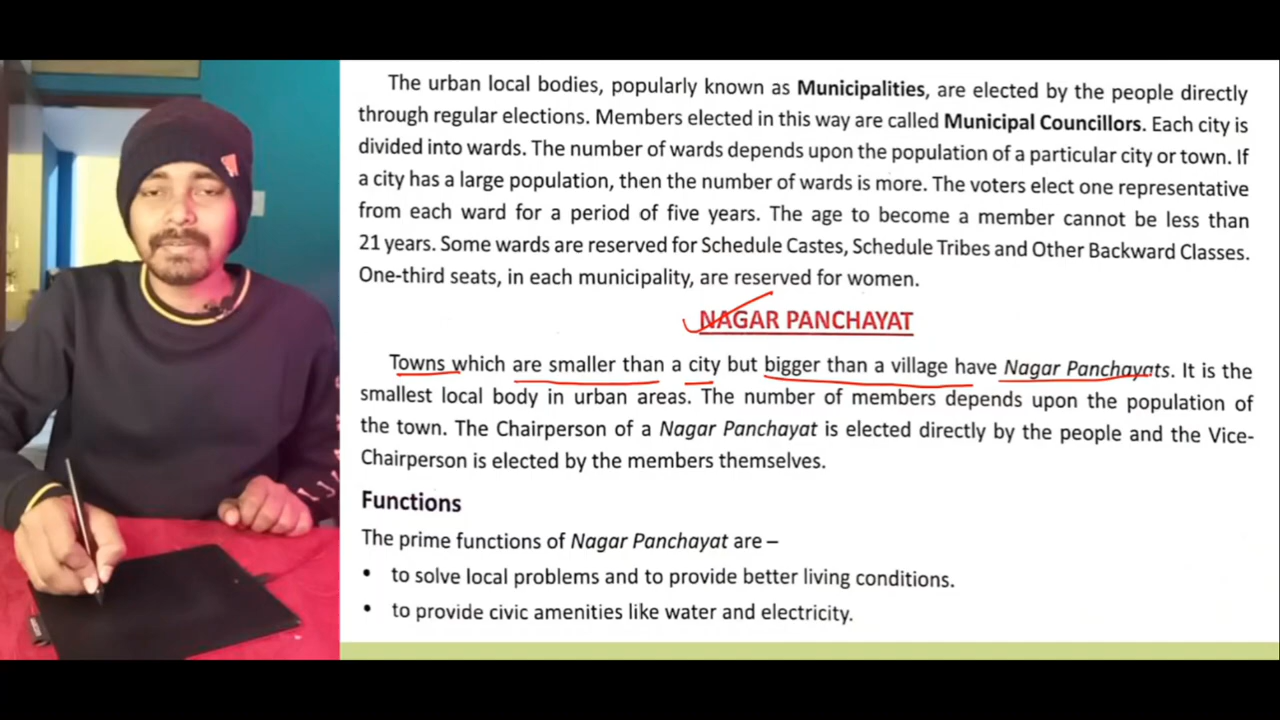 The urban local bodies, popularly known as Municipalities, are elected by the people directly
through regular elections. Members elected in this way are called Municipal Councillors. Each city is
divided into wards. The number of wards depends upon the population of a particular city or town. If
a city has a large population, then the number of wards is more. The voters elect one representative
from each ward for a period of five years. The age to become a member cannot be less than
21 years. Some wards are reserved for Schedule Castes, Schedule Tribes and Other Backward Classes.
One-third seats, in each municipality, are reserved for women.
NAGAR PANCHAYAT
Towns which are smaller than a city but bigger than a village have Nagar Panchayats. It is the
smallest local body in urban areas. The number of members depends upon the population of
the town. The Chairperson of a Nagar Panchayat is elected directly by the people and the Vice-
Chairperson is elected by the members themselves.
Functions
The prime functions of Nagar Panchayat are –
• to solve local problems and to provide better living conditions.
• to provide civic amenities like water and electricity.